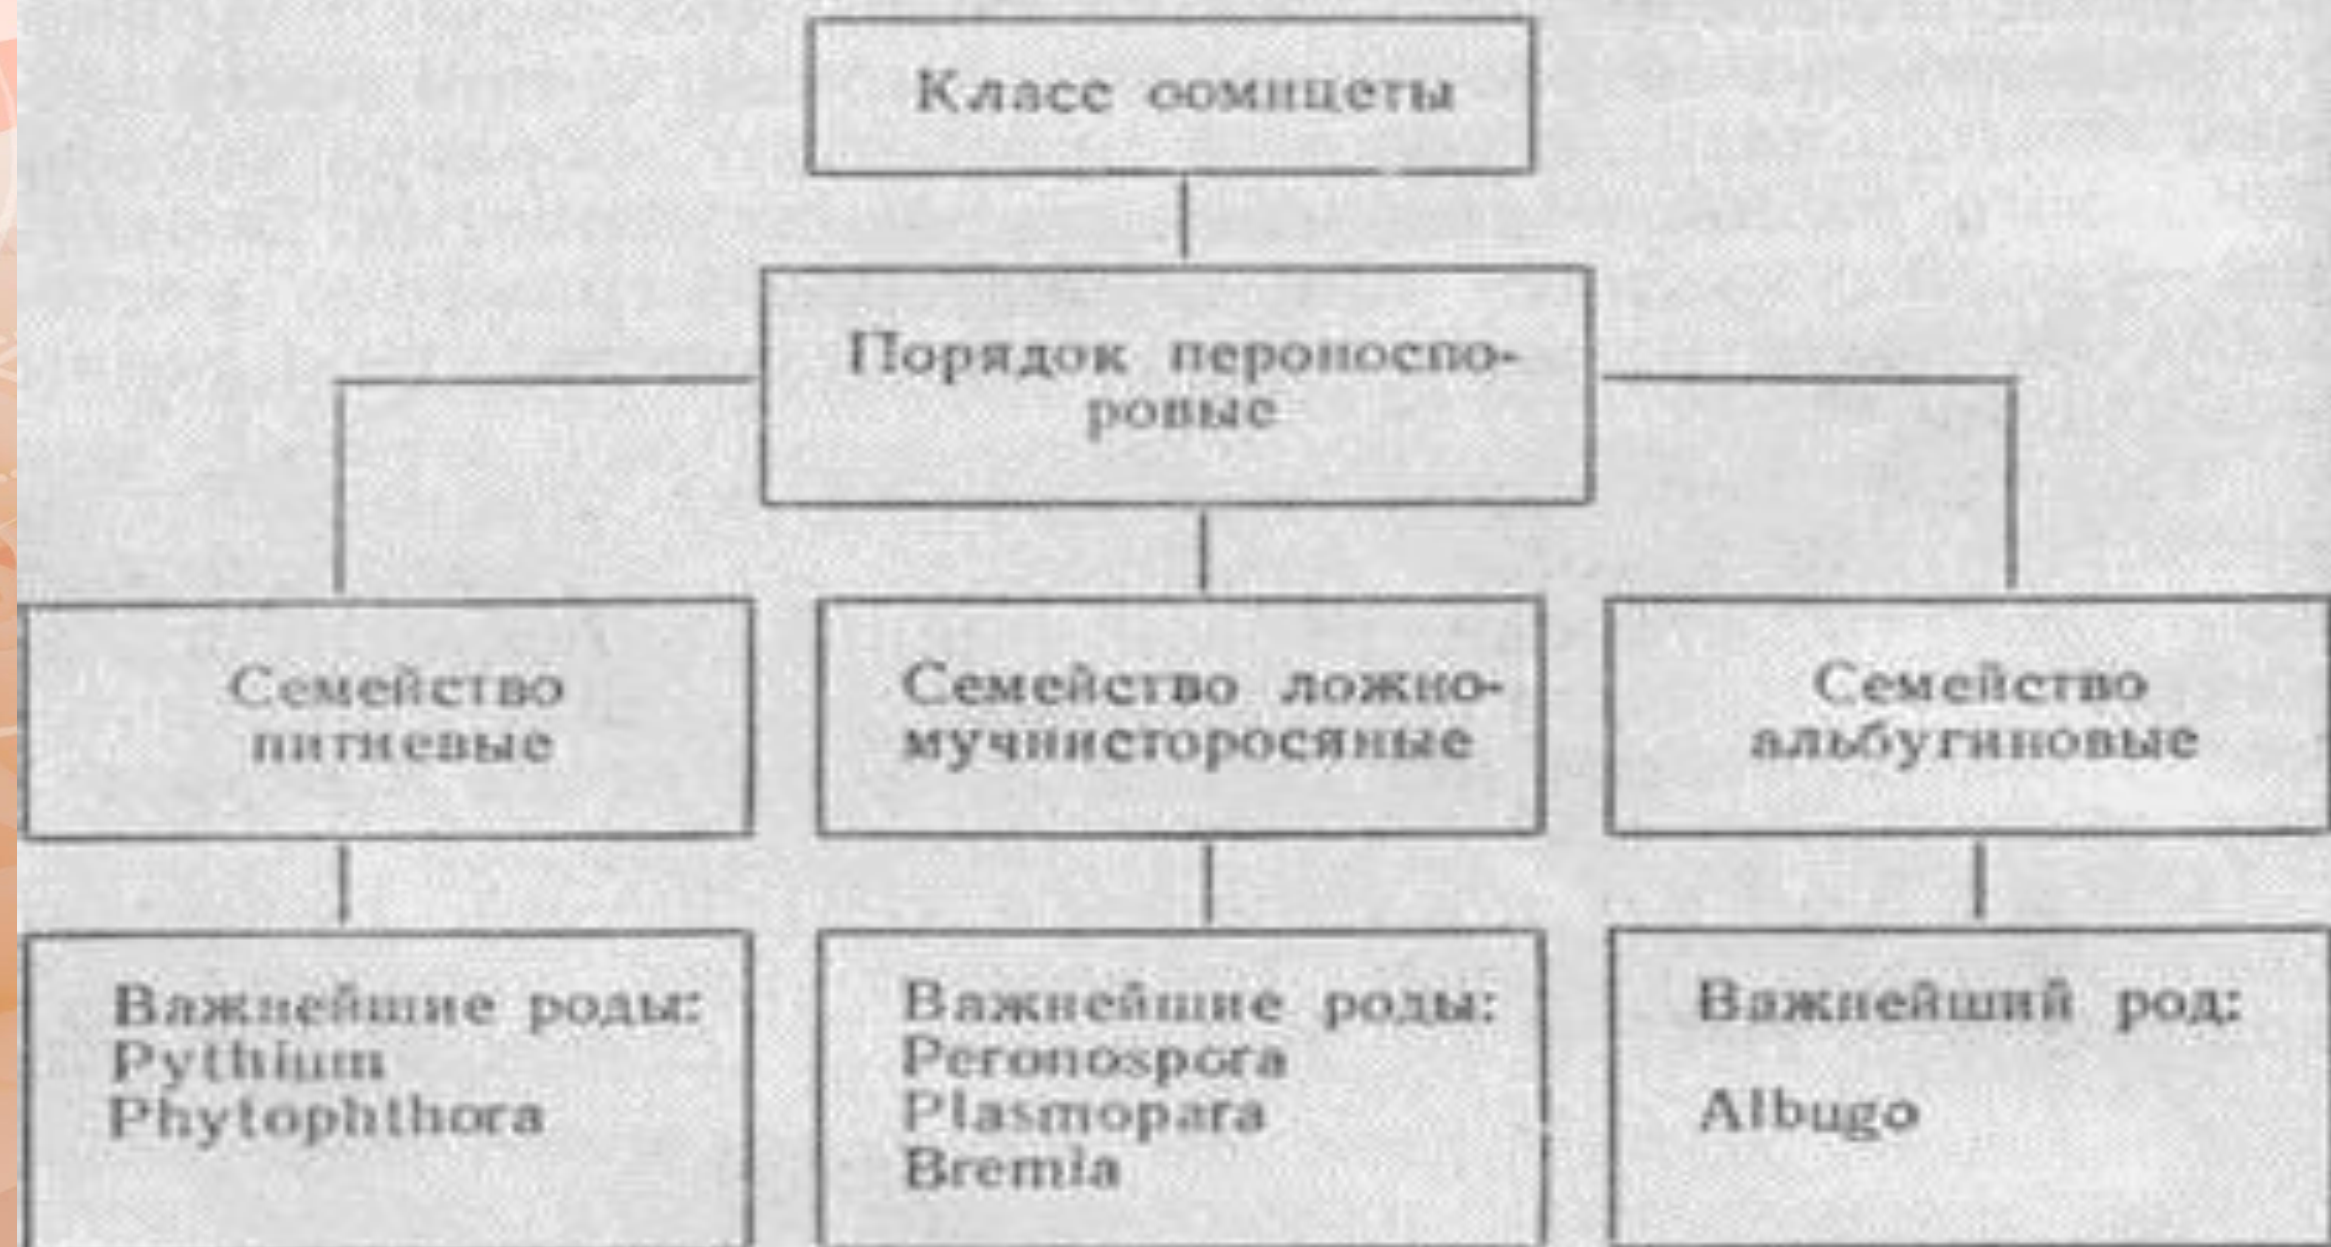 Класс оомицеты
Порядок пероноспо-
ровые
Семейство
питиевые
Семейство ложно-
мучнисторосяные
Семейство
альбугиновые
Важнейшие роды:
Pythium
Phytophthora
Важнейшие роды:
Peronospora
Plasmopara
Bremia
Важнейший род:
Albugo